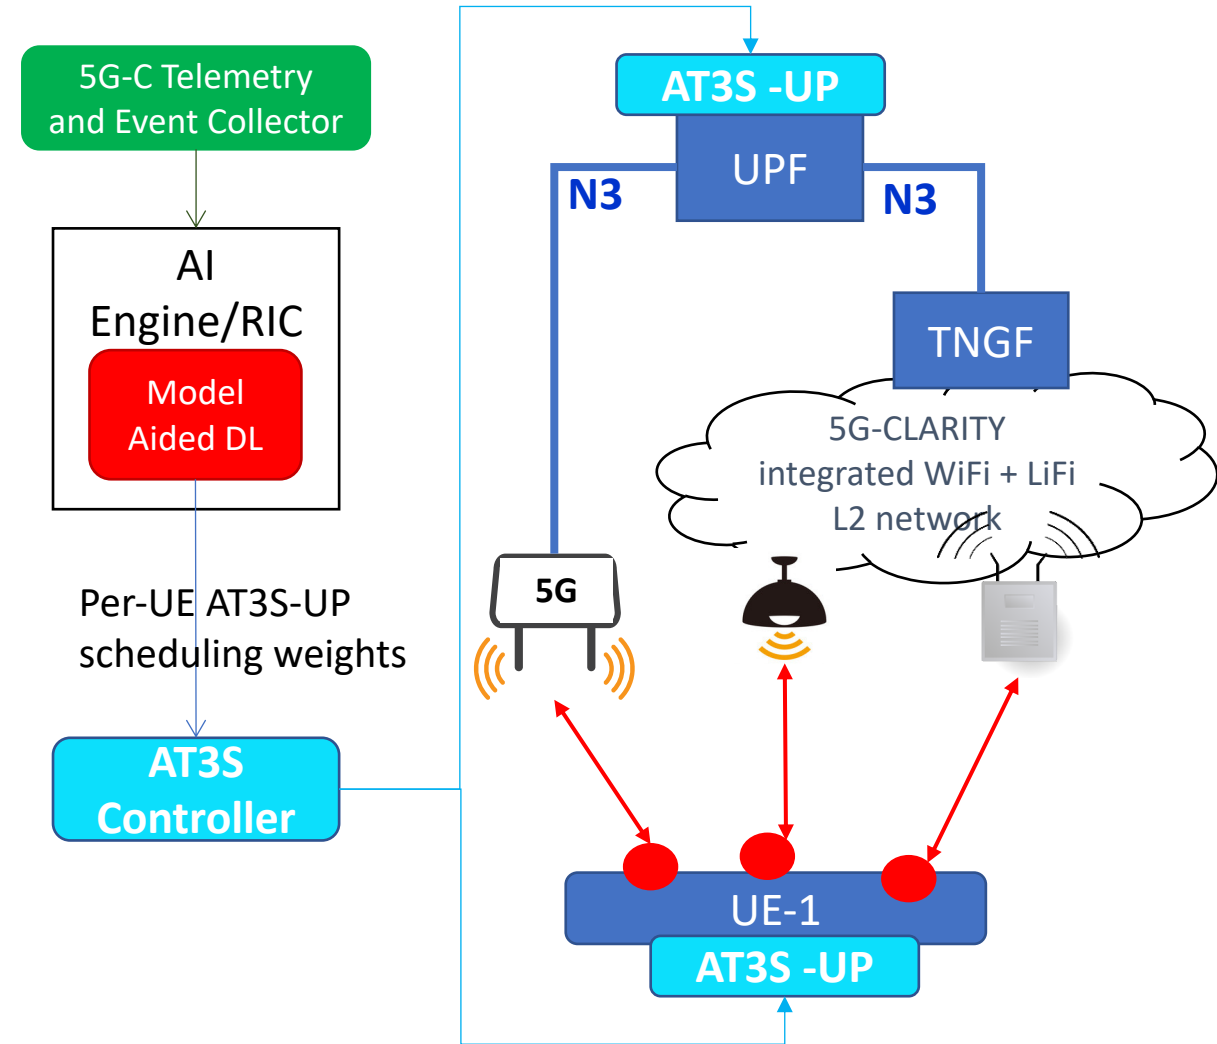 5G-C Telemetry
and Event Collector
AI
Engine/RIC
Model
Aided DL
Per-UE AT3S-UP
scheduling weights
AT3S
Controller
AT3S -UP
UPF
N3
N3
TNGF
5G-CLARITY
integrated WiFi + LiFi
L2 network
5G
UE-1
AT3S -UP